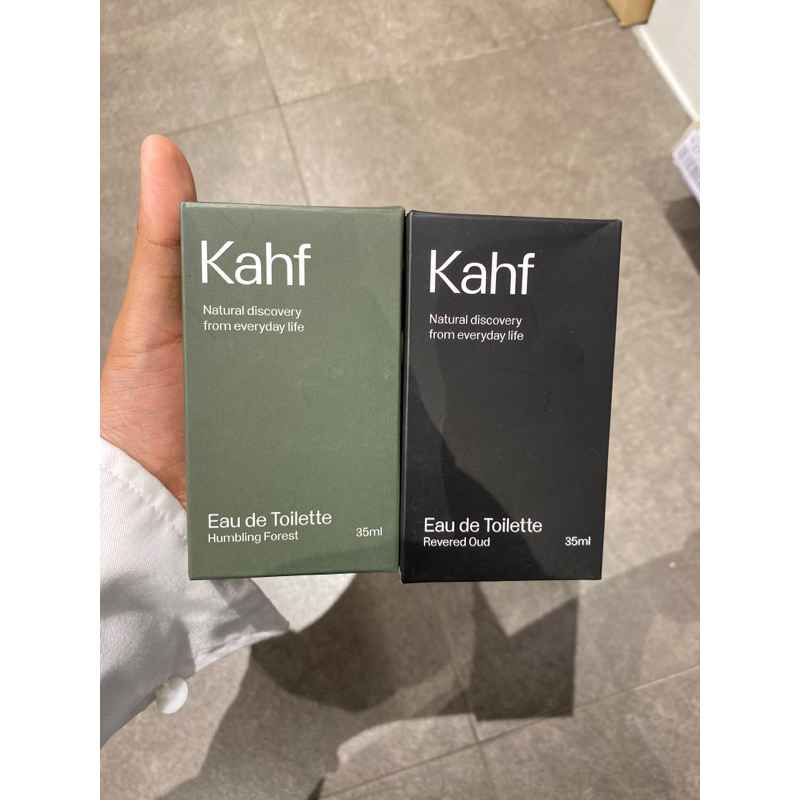 Kahf
Natural discovery
from everyday life
Eau de Toilette
Humbling Forest
35ml
Kahf
Natural discovery
from everyday life
Eau de Toilette
Revered Oud
35ml